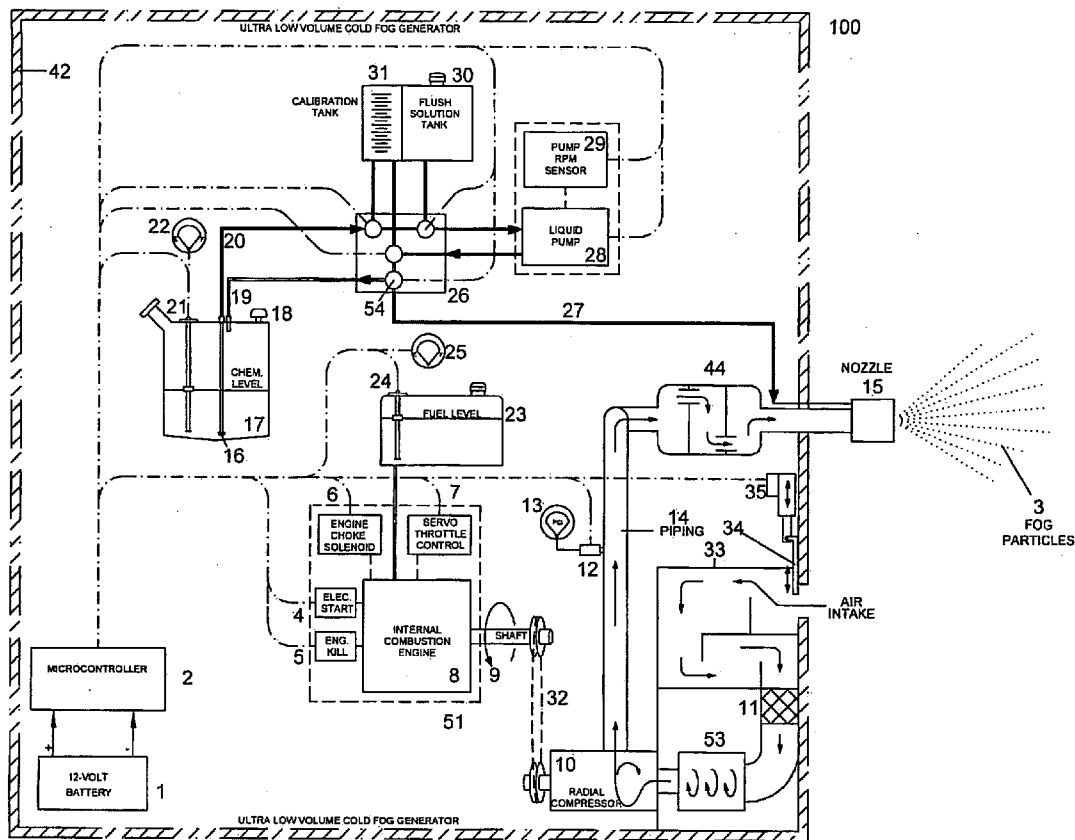 ULTRA LOW VOLUME COLD FOG GENERATOR
100
42
31
30
CALIBRATION
TANK
FLUSH
SOLUTION
TANK
PUMP
RPM
SENSOR
29
LIQUID
PUMP
28
22
20
19
21
18
54
26
27
CHEM.
LEVEL
17
16
25
24
FUEL LEVEL
23
44
NOZZLE
15
3
FOG
PARTICLES
35
34
33
6
7
ENGINE
CHOKE
SOLENOID
SERVO
THROTTLE
CONTROL
13
PG
12
14
PIPING
AIR
INTAKE
4
ELEC.
START
5
ENG.
KILL
INTERNAL
COMBUSTION
ENGINE
8
SHAFT
9
51
32
MICROCONTROLLER
2
+
-
12-VOLT
BATTERY
1
10
RADIAL
COMPRESSOR
53
11
ULTRA LOW VOLUME COLD FOG GENERATOR